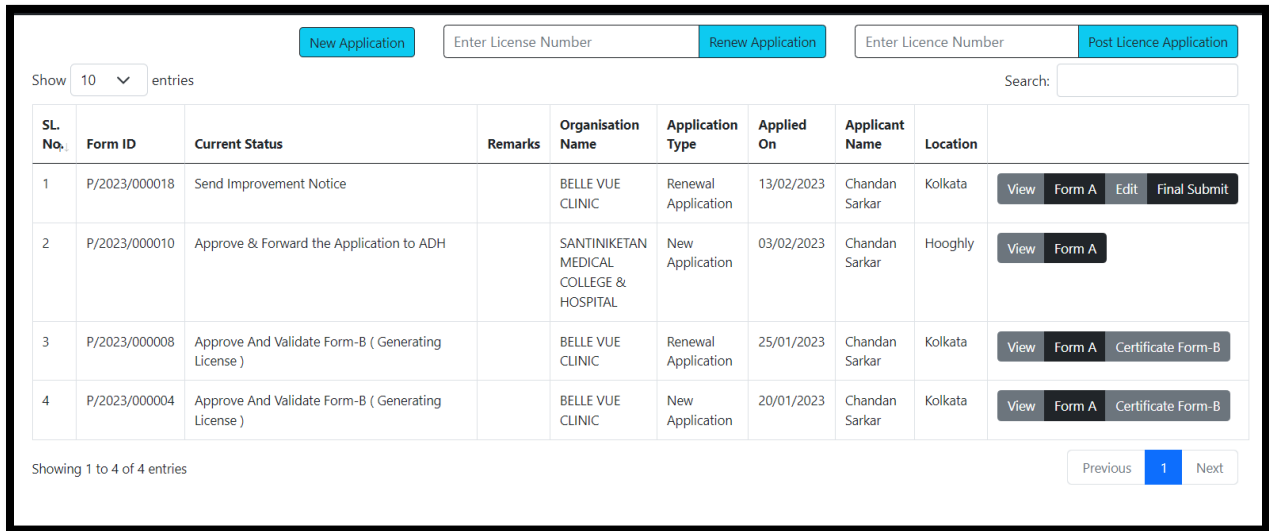 New Application Enter License Number Renew Application Enter Licence Number Post Licence Application
Show 10 entries Search:
SL. No. Form ID Current Status Remarks Organisation Name Application Type Applied On Applicant Name Location
1 P/2023/000018 Send Improvement Notice BELLE VUE CLINIC Renewal Application 13/02/2023 Chandan Sarkar Kolkata View Form A Edit Final Submit
2 P/2023/000010 Approve & Forward the Application to ADH SANTINIKETAN MEDICAL COLLEGE & HOSPITAL New Application 03/02/2023 Chandan Sarkar Hooghly View Form A
3 P/2023/000008 Approve And Validate Form-B ( Generating License ) BELLE VUE CLINIC Renewal Application 25/01/2023 Chandan Sarkar Kolkata View Form A Certificate Form-B
4 P/2023/000004 Approve And Validate Form-B ( Generating License ) BELLE VUE CLINIC New Application 20/01/2023 Chandan Sarkar Kolkata View Form A Certificate Form-B
Showing 1 to 4 of 4 entries Previous 1 Next